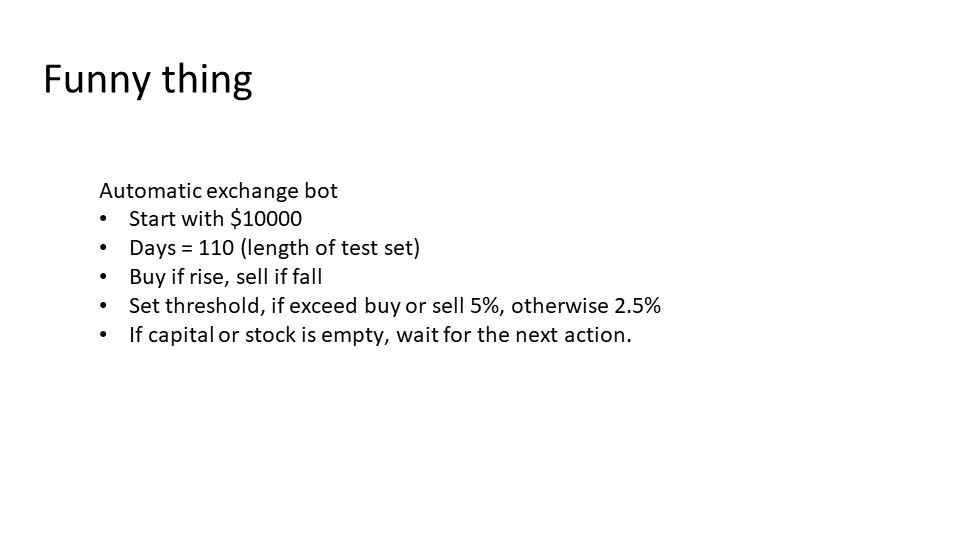 Funny thing
Automatic exchange bot
• Start with $10000
• Days = 110 (length of test set)
• Buy if rise, sell if fall
• Set threshold, if exceed buy or sell 5%, otherwise 2.5%
• If capital or stock is empty, wait for the next action.